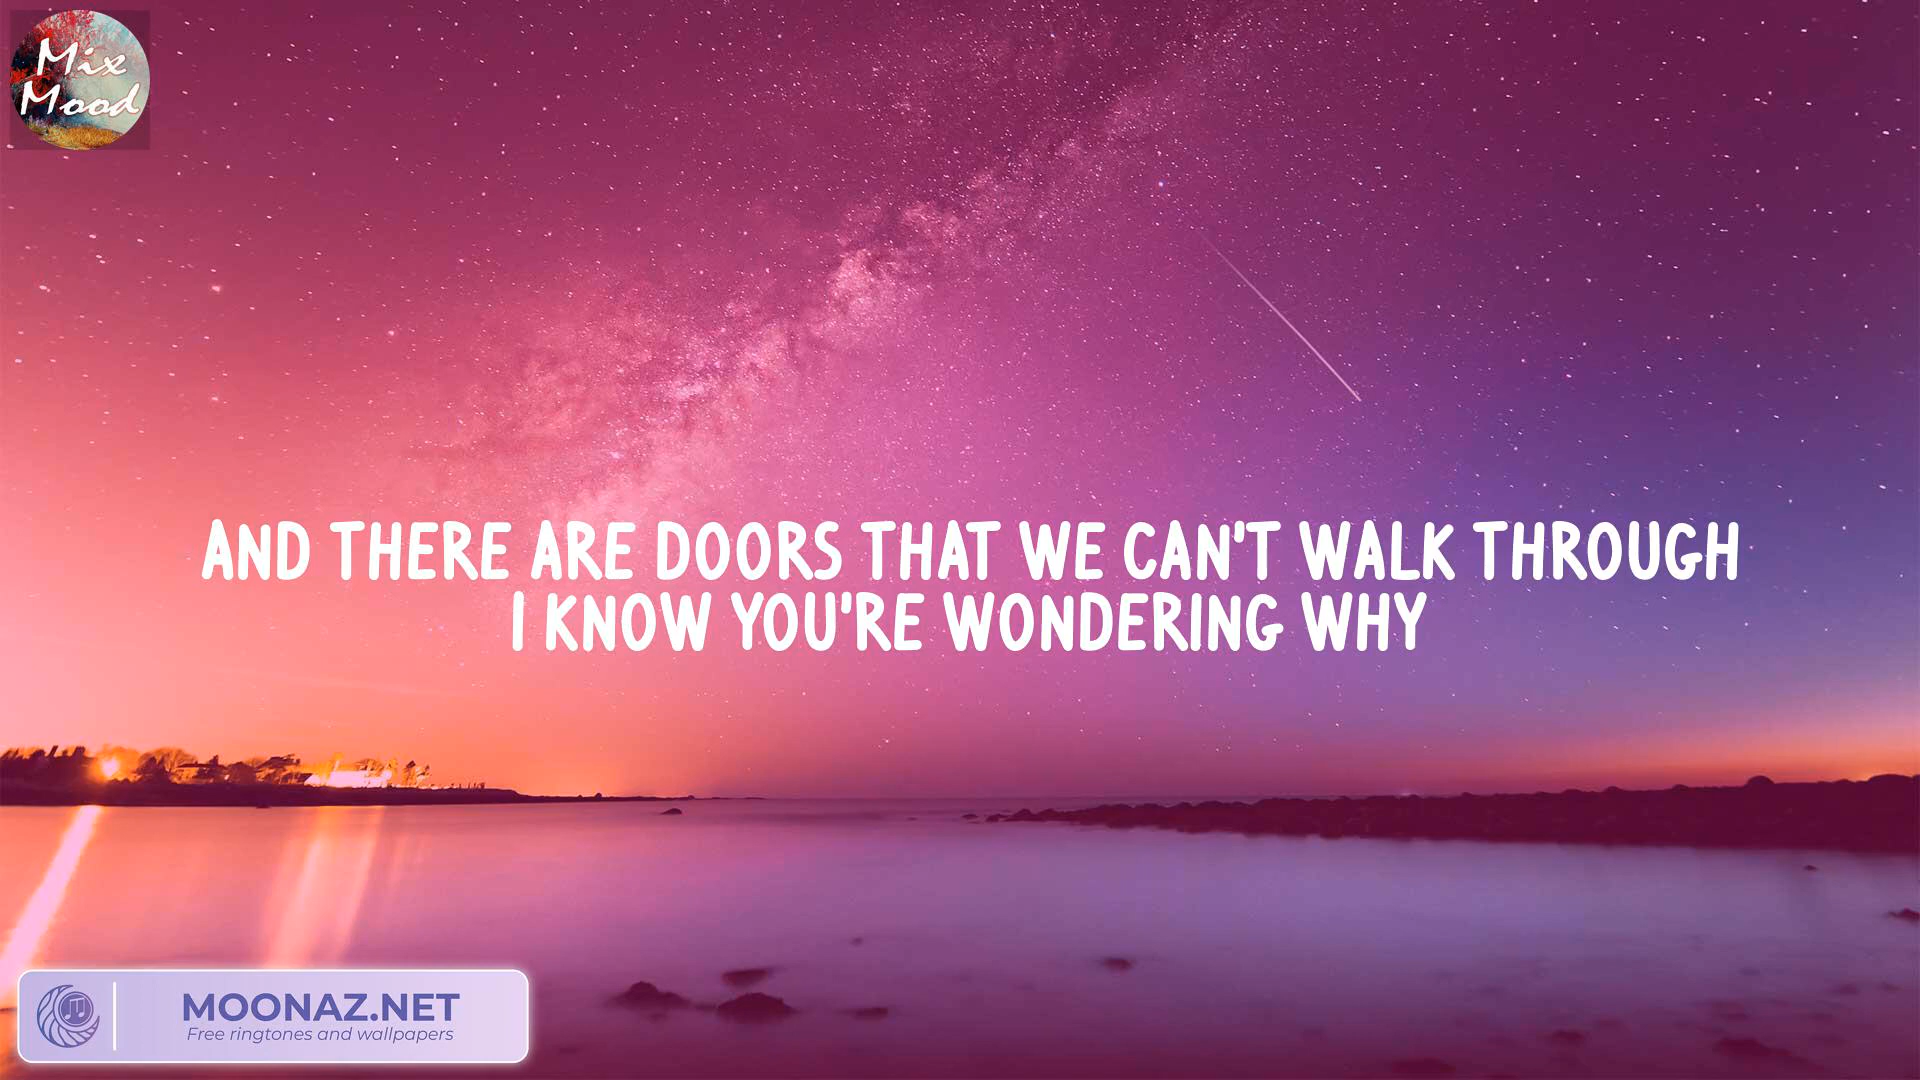 Mix
Mood
AND THERE ARE DOORS THAT WE CAN'T WALK THROUGH
I KNOW YOU'RE WONDERING WHY
MOONAZ.NET
Free ringtones and wallpapers